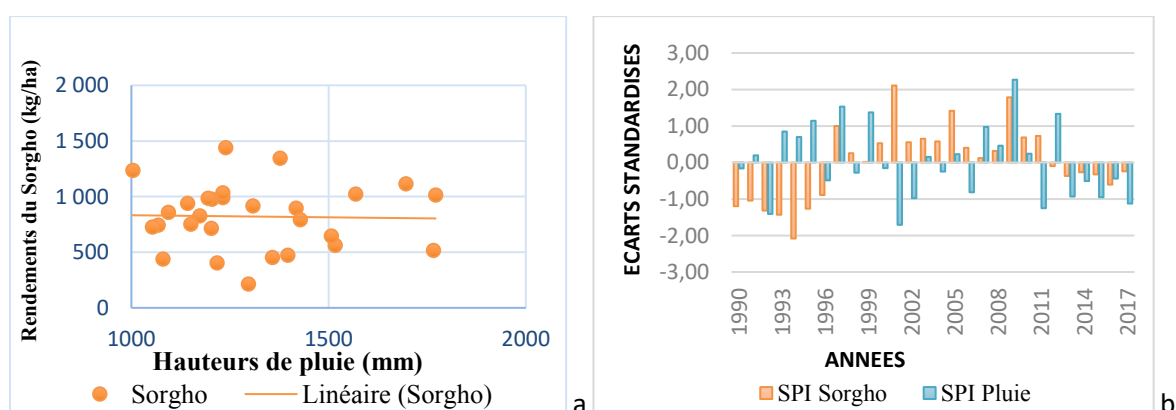 Rendements du Sorgho (kg/ha)
2 000
1 500
1 000
500
0
1000
1500
2000
Hauteurs de pluie (mm)
Sorgho
Linéaire (Sorgho)
a
ECARTS STANDARDISES
3,00
2,00
1,00
0,00
-1,00
-2,00
-3,00
1990
1993
1996
1999
2002
2005
2008
2011
2014
2017
ANNEES
SPI Sorgho
SPI Pluie
b